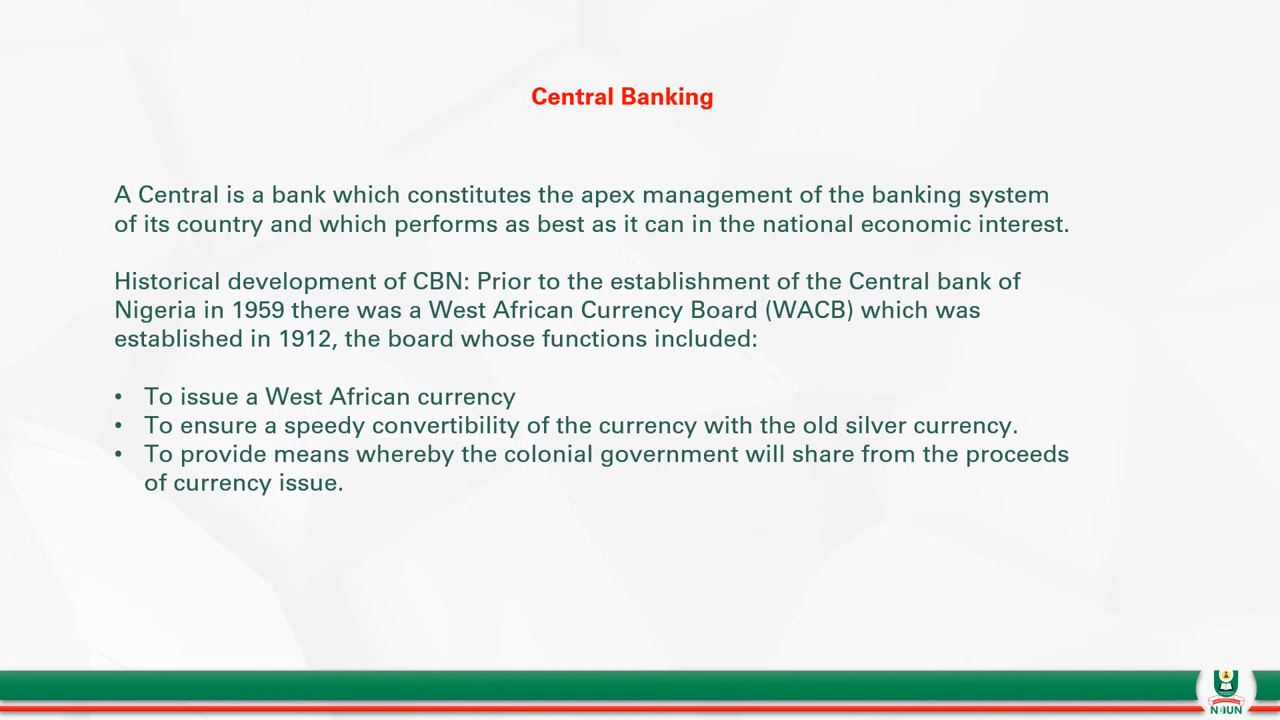 Central Banking
A Central is a bank which constitutes the apex management of the banking system
of its country and which performs as best as it can in the national economic interest.
Historical development of CBN: Prior to the establishment of the Central bank of
Nigeria in 1959 there was a West African Currency Board (WACB) which was
established in 1912, the board whose functions included:
• To issue a West African currency
• To ensure a speedy convertibility of the currency with the old silver currency.
• To provide means whereby the colonial government will share from the proceeds
of currency issue.
NOUN